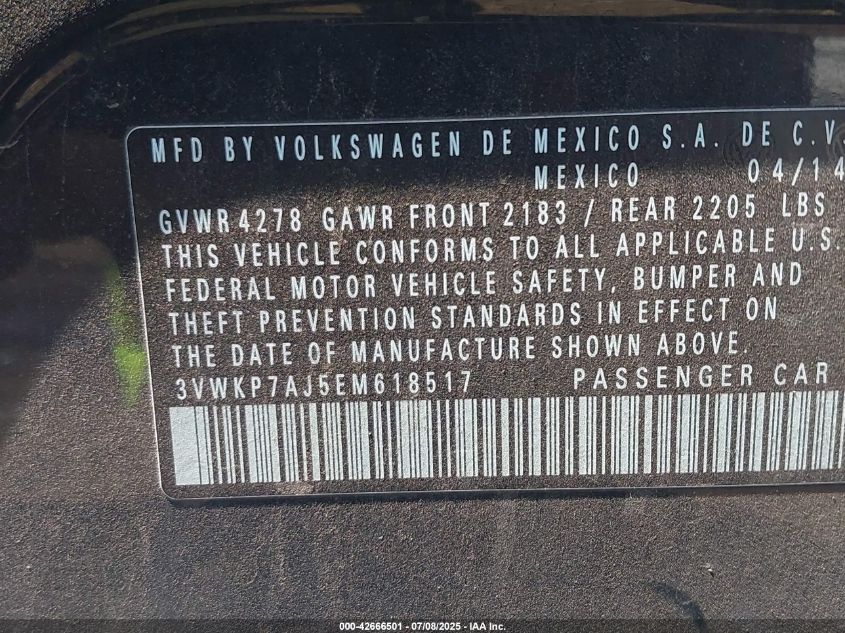 MFD BY VOLKSWAGEN DE MEXICO S.A. DE C.V.
MEXICO 04/14
GVWR 4278 GAWR FRONT 2183 / REAR 2205 LBS
THIS VEHICLE CONFORMS TO ALL APPLICABLE U.S.
FEDERAL MOTOR VEHICLE SAFETY, BUMPER AND
THEFT PREVENTION STANDARDS IN EFFECT ON
THE DATE OF MANUFACTURE SHOWN ABOVE.
3VWKP7AJ5EM618517 PASSENGER CAR
000-42666501 - 07/08/2025 - IAA Inc.